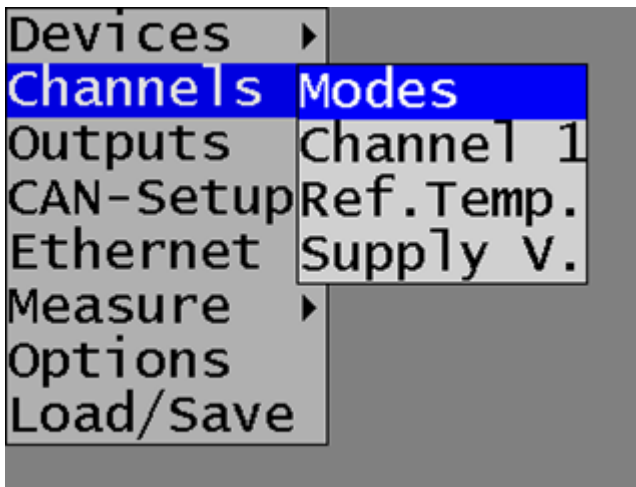 Devices
Channels
Outputs
CAN-Setup
Ethernet
Measure
Options
Load/Save
Modes
Channel 1
Ref.Temp.
Supply V.